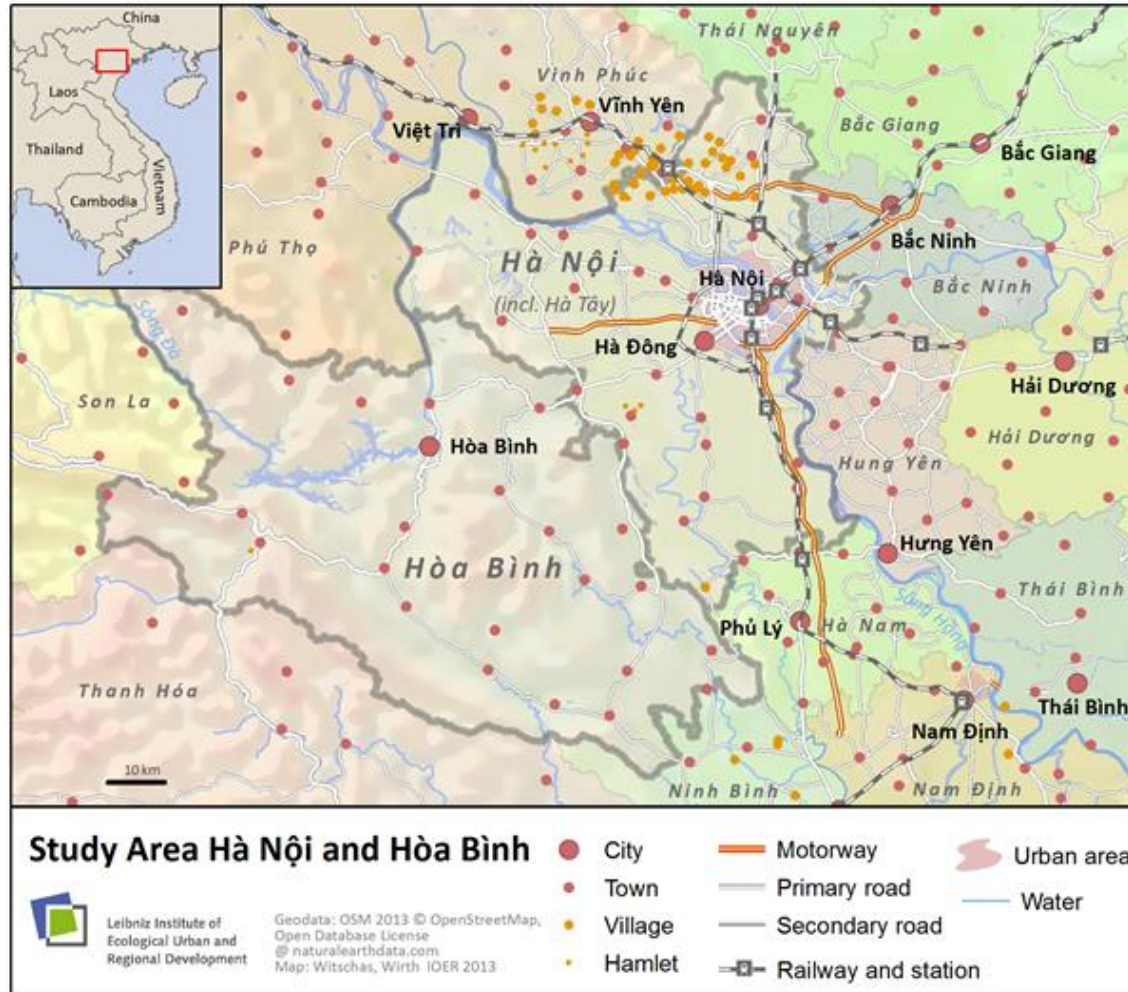 China
Laos
Thailand
Vietnam
Cambodia
Thái Nguyên
Vinh Phúc
Vĩnh Yên
Việt Trì
Bắc Giang
Bắc Giang
Bắc Ninh
Bắc Ninh
Phú Thọ
Hà Nội
(incl. Hà Tây)
Hà Nội
Hà Đông
Sông Đà
Son La
Hải Dương
Hải Dương
Hòa Bình
Hung Yên
Hưng Yên
Hòa Bình
Thái Bình
Sông Hồng
Phủ Lý
Hà Nam
Thanh Hóa
Thái Bình
Nam Định
10 km
Ninh Bình
Nam Định
Study Area Hà Nội and Hòa Bình
Leibniz Institute of
Ecological Urban and
Regional Development
Geodata: OSM 2013 © OpenStreetMap,
Open Database License
@ naturalearthdata.com
Map: Witschas, Wirth IOER 2013
City
Town
Village
Hamlet
Motorway
Primary road
Secondary road
Railway and station
Urban area
Water